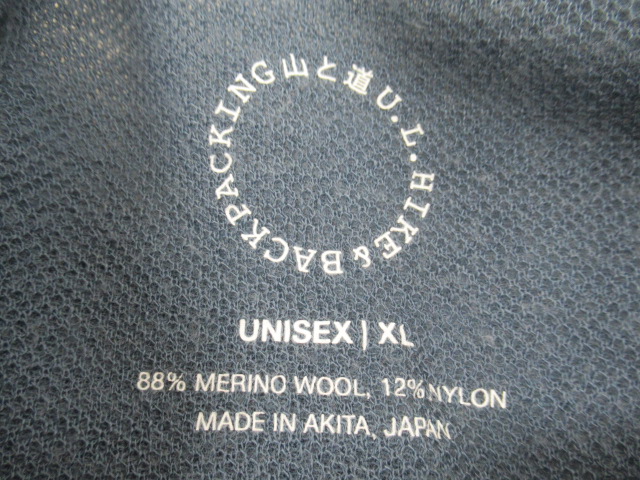 山と道 U.L. HIKE & BACKPACKING
UNISEX | XL
88% MERINO WOOL, 12% NYLON
MADE IN AKITA, JAPAN